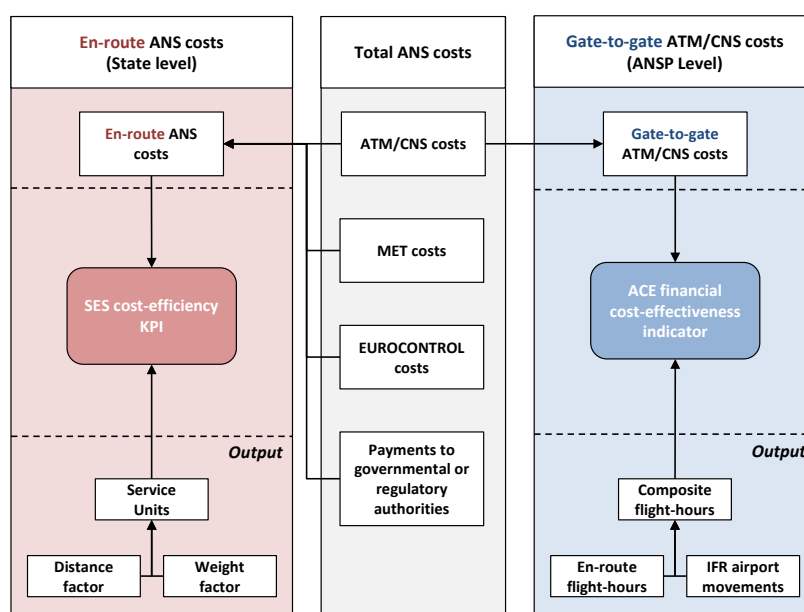 En-route ANS costs
(State level)
Total ANS costs
Gate-to-gate ATM/CNS costs
(ANSP Level)
En-route ANS
costs
ATM/CNS costs
Gate-to-gate
ATM/CNS costs
MET costs
SES cost-efficiency
KPI
ACE financial
cost-effectiveness
indicator
EUROCONTROL
costs
Output
Payments to
governmental or
regulatory
authorities
Output
Service
Units
Composite
flight-hours
Distance
factor
Weight
factor
En-route
flight-hours
IFR airport
movements